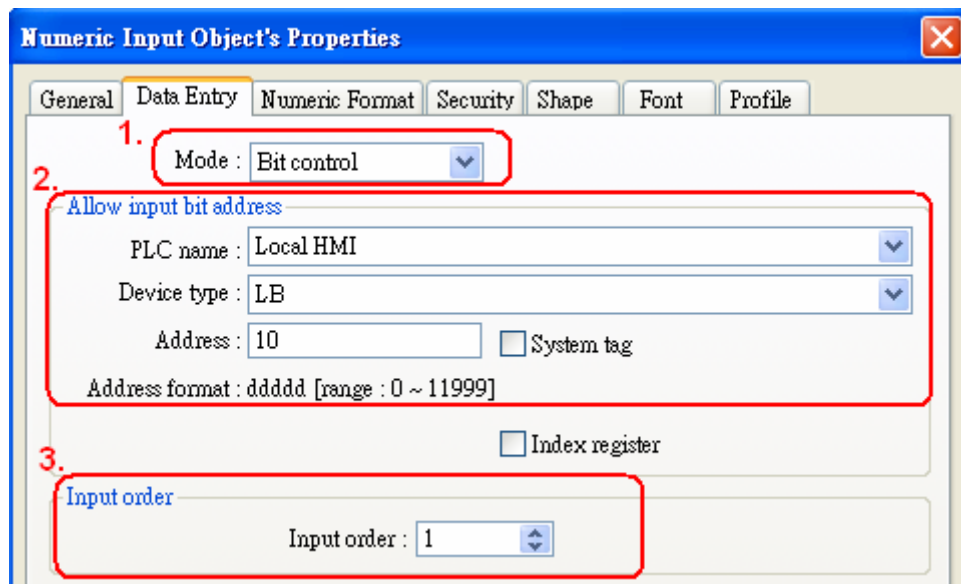 Numeric Input Object's Properties
General Data Entry Numeric Format Security Shape Font Profile
1.
Mode : Bit control
2.
Allow input bit address
PLC name : Local HMI
Device type : LB
Address : 10 System tag
Address format : ddddd [range : 0 ~ 11999]
Index register
3.
Input order
Input order : 1